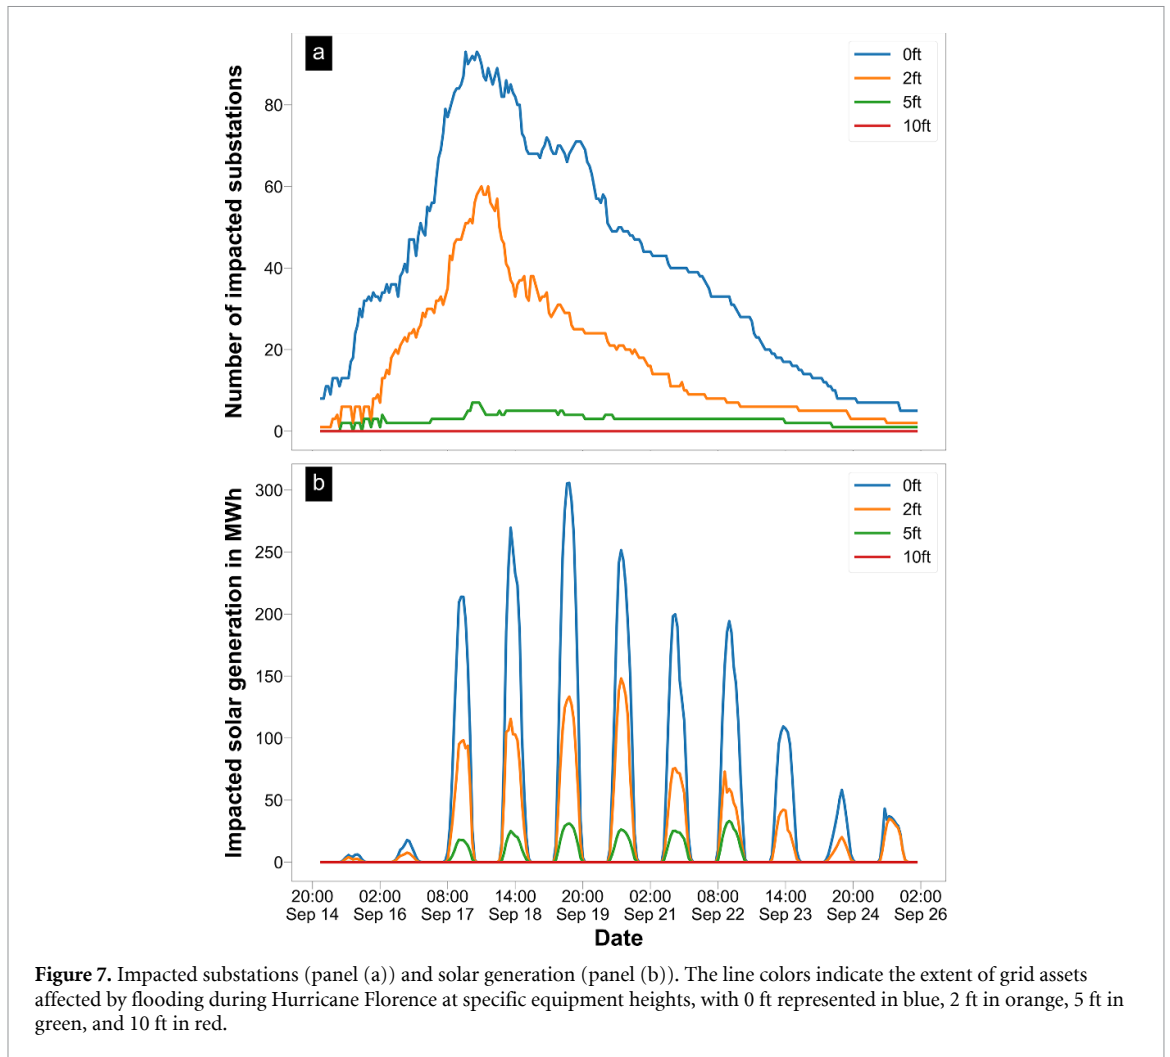 a
0ft
2ft
5ft
10ft
Number of impacted substations
80
60
40
20
0
b
0ft
2ft
5ft
10ft
Impacted solar generation in MWh
300
250
200
150
100
50
0
20:00 02:00 08:00 14:00 20:00 02:00 08:00 14:00 20:00 02:00
Sep 14 Sep 16 Sep 17 Sep 18 Sep 19 Sep 21 Sep 22 Sep 23 Sep 24 Sep 26
Date
Figure 7. Impacted substations (panel (a)) and solar generation (panel (b)). The line colors indicate the extent of grid assets
affected by flooding during Hurricane Florence at specific equipment heights, with 0 ft represented in blue, 2 ft in orange, 5 ft in
green, and 10 ft in red.